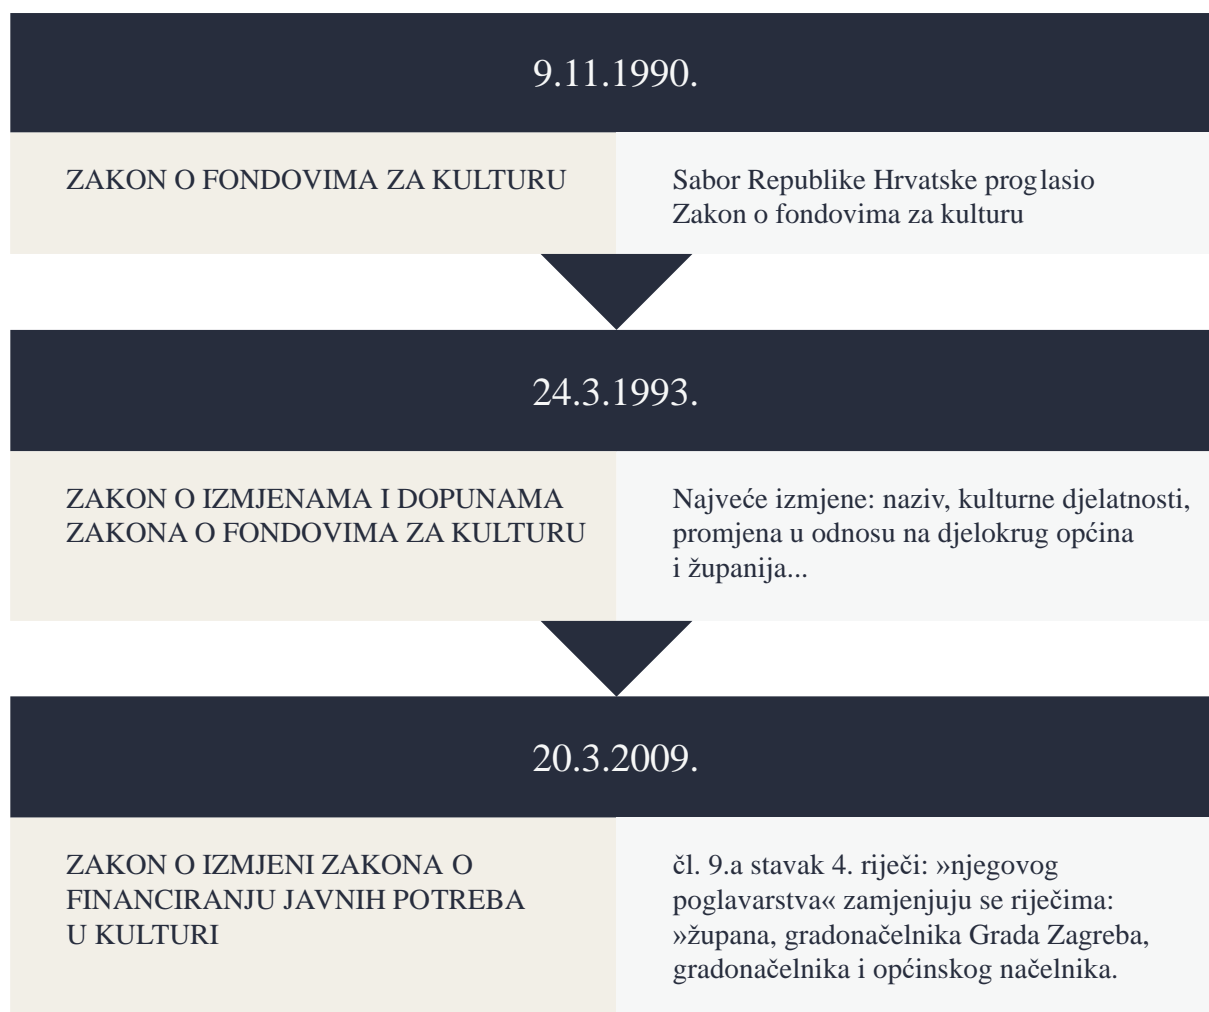 9.11.1990.
ZAKON O FONDOVIMA ZA KULTURU
Sabor Republike Hrvatske proglasio
Zakon o fondovima za kulturu
24.3.1993.
ZAKON O IZMJENAMA I DOPUNAMA
ZAKONA O FONDOVIMA ZA KULTURU
Najveće izmjene: naziv, kulturne djelatnosti,
promjena u odnosu na djelokrug općina
i županija...
20.3.2009.
ZAKON O IZMJENI ZAKONA O
FINANCIRANJU JAVNIH POTREBA
U KULTURI
čl. 9.a stavak 4. riječi: »njegovog
poglavarstva« zamjenjuju se riječima:
»župana, gradonačelnika Grada Zagreba,
gradonačelnika i općinskog načelnika.